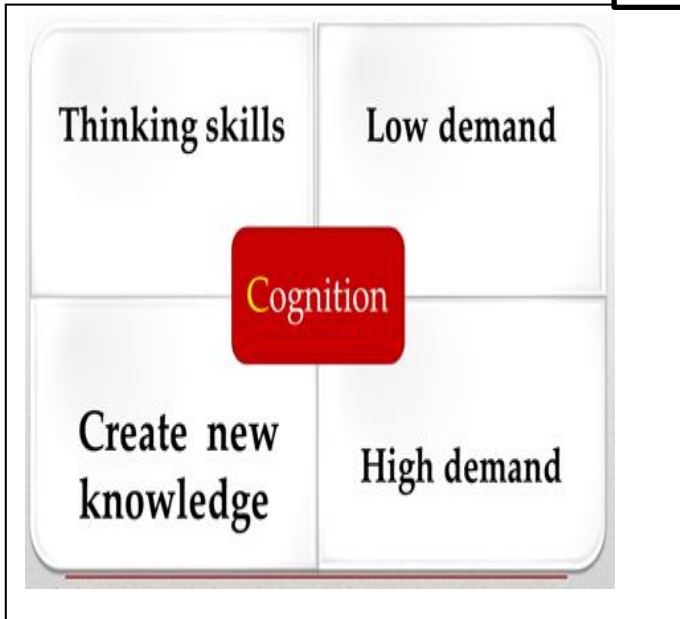 Thinking skills
Low demand
Cognition
Create new
knowledge
High demand